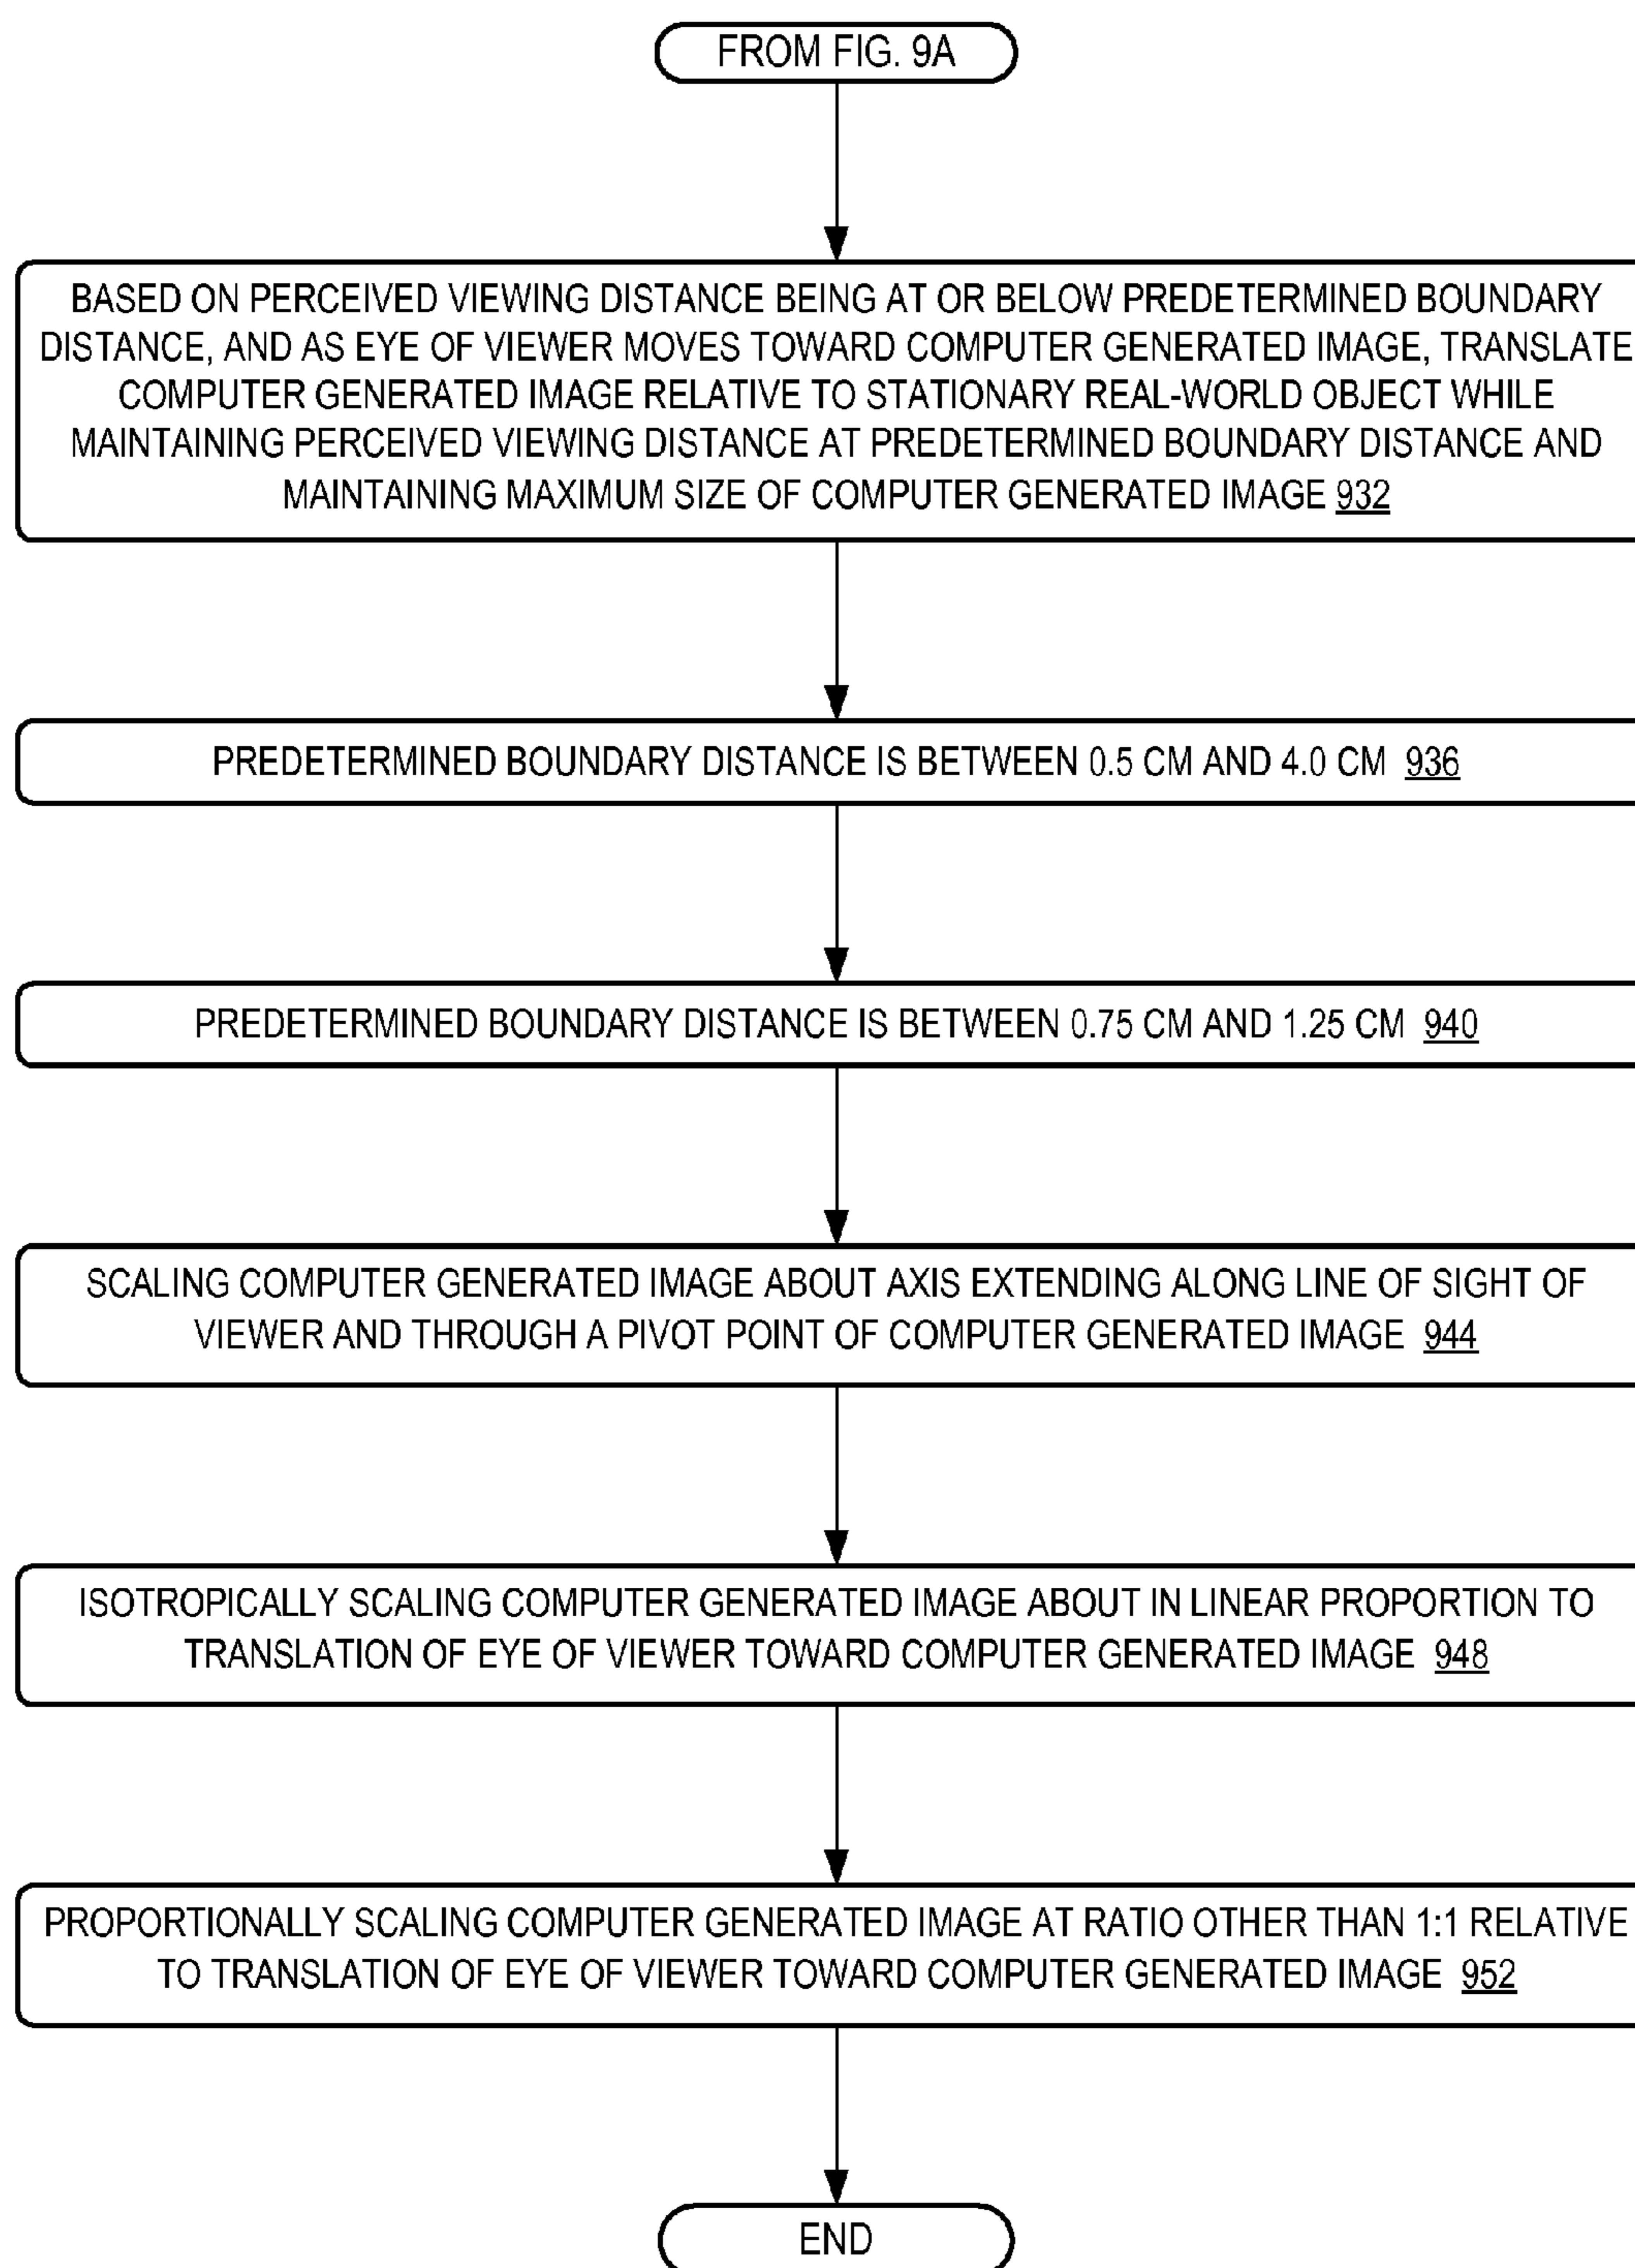 FROM FIG. 9A
BASED ON PERCEIVED VIEWING DISTANCE BEING AT OR BELOW PREDETERMINED BOUNDARY
DISTANCE, AND AS EYE OF VIEWER MOVES TOWARD COMPUTER GENERATED IMAGE, TRANSLATE
COMPUTER GENERATED IMAGE RELATIVE TO STATIONARY REAL-WORLD OBJECT WHILE
MAINTAINING PERCEIVED VIEWING DISTANCE AT PREDETERMINED BOUNDARY DISTANCE AND
MAINTAINING MAXIMUM SIZE OF COMPUTER GENERATED IMAGE 932
PREDETERMINED BOUNDARY DISTANCE IS BETWEEN 0.5 CM AND 4.0 CM 936
PREDETERMINED BOUNDARY DISTANCE IS BETWEEN 0.75 CM AND 1.25 CM 940
SCALING COMPUTER GENERATED IMAGE ABOUT AXIS EXTENDING ALONG LINE OF SIGHT OF
VIEWER AND THROUGH A PIVOT POINT OF COMPUTER GENERATED IMAGE 944
ISOTROPICALLY SCALING COMPUTER GENERATED IMAGE ABOUT IN LINEAR PROPORTION TO
TRANSLATION OF EYE OF VIEWER TOWARD COMPUTER GENERATED IMAGE 948
PROPORTIONALLY SCALING COMPUTER GENERATED IMAGE AT RATIO OTHER THAN 1:1 RELATIVE
TO TRANSLATION OF EYE OF VIEWER TOWARD COMPUTER GENERATED IMAGE 952
END